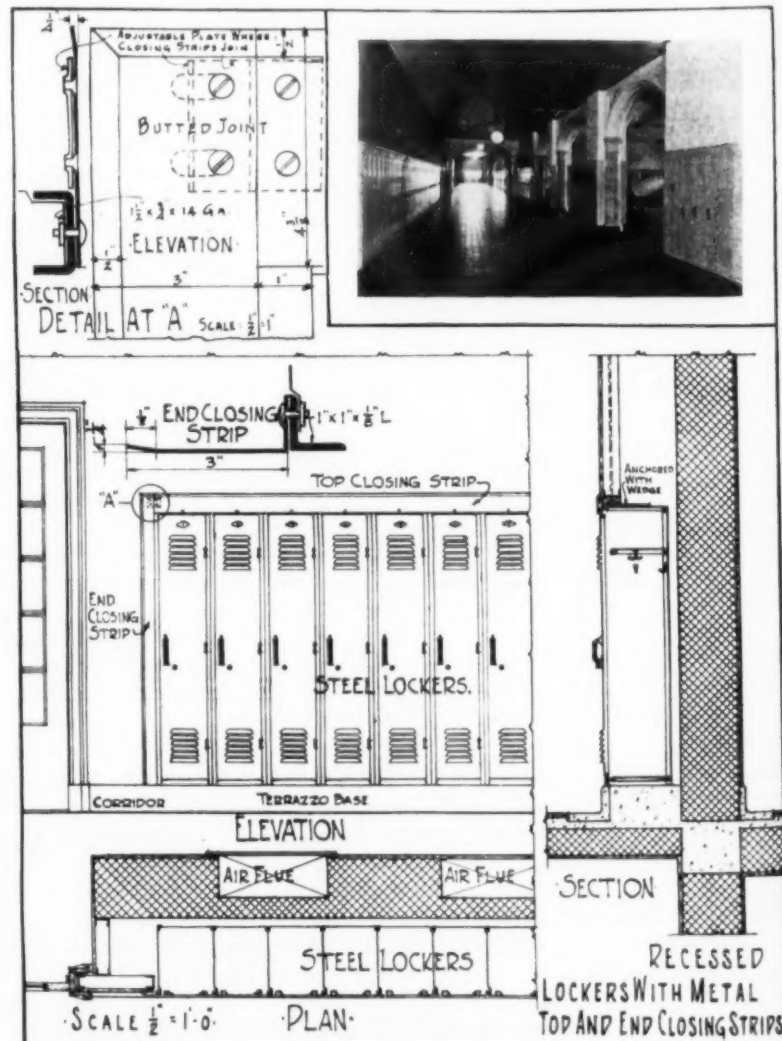 1/4"
ADJUSTABLE PLATE WHERE
CLOSING STRIPS JOIN
BUTTED JOINT
1 1/2 x 3/4 x 14 GA.
·ELEVATION·
1/2"
3"
1"
·SECTION
DETAIL AT "A" SCALE 1/2" = 1"
END CLOSING
STRIP
1" x 1" x 1/8" L
3"
"A"
TOP CLOSING STRIP
END
CLOSING
STRIP
STEEL LOCKERS.
CORRIDOR
TERRAZZO BASE
ELEVATION
ANCHORED
WITH
WEDGE
·SECTION
AIR FLUE
AIR FLUE
STEEL LOCKERS
·SCALE 1/2" = 1'-0"
·PLAN·
RECESSED
LOCKERS WITH METAL
TOP AND END CLOSING STRIPS